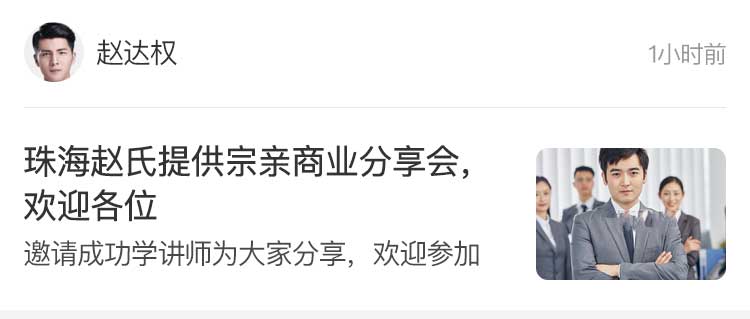 赵达权
1小时前
珠海赵氏提供宗亲商业分享会，
欢迎各位
邀请成功学讲师为大家分享，欢迎参加